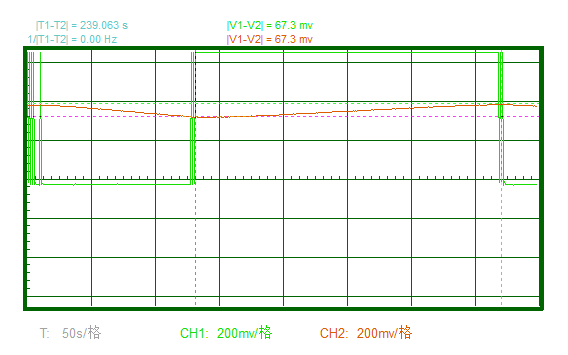 |T1-T2| = 239.063 s |V1-V2| = 67.3 mv
1/|T1-T2| = 0.00 Hz |V1-V2| = 67.3 mv
T: 50s/格 CH1: 200mv/格 CH2: 200mv/格